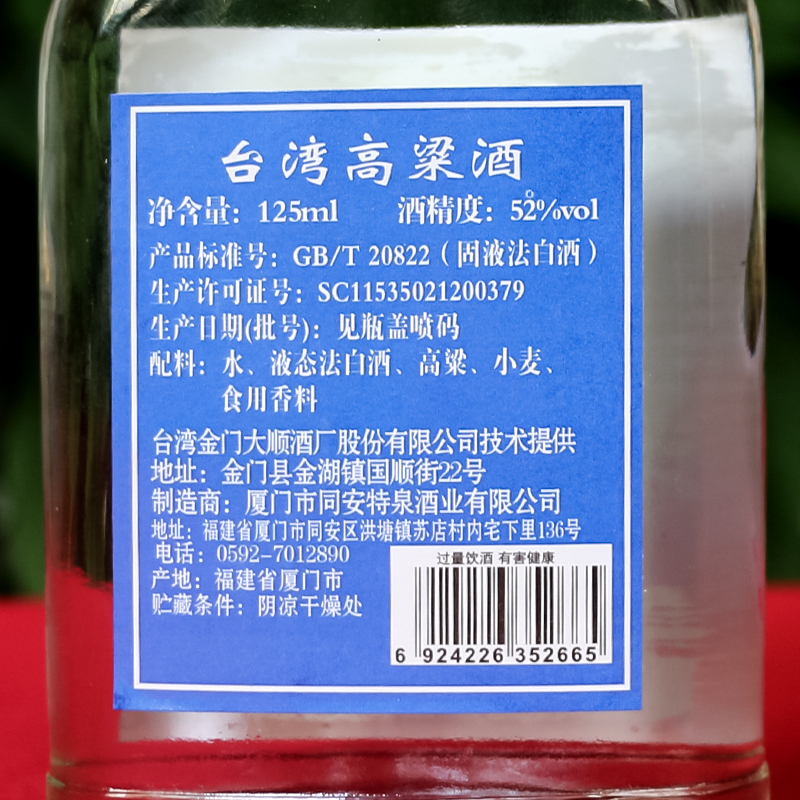 台湾高粱酒
净含量：125ml 酒精度：52%vol
产品标准号：GB/T 20822（固液法白酒）
生产许可证号：SC11535021200379
生产日期(批号)：见瓶盖喷码
配料：水、液态法白酒、高粱、小麦、
食用香料
台湾金门大顺酒厂股份有限公司技术提供
地址：金门县金湖镇国顺街22号
制造商：厦门市同安特泉酒业有限公司
地址：福建省厦门市同安区洪塘镇苏店村内宅下里136号
电话：0592-7012890
产地：福建省厦门市
贮藏条件：阴凉干燥处
过量饮酒 有害健康
6 924226 352665